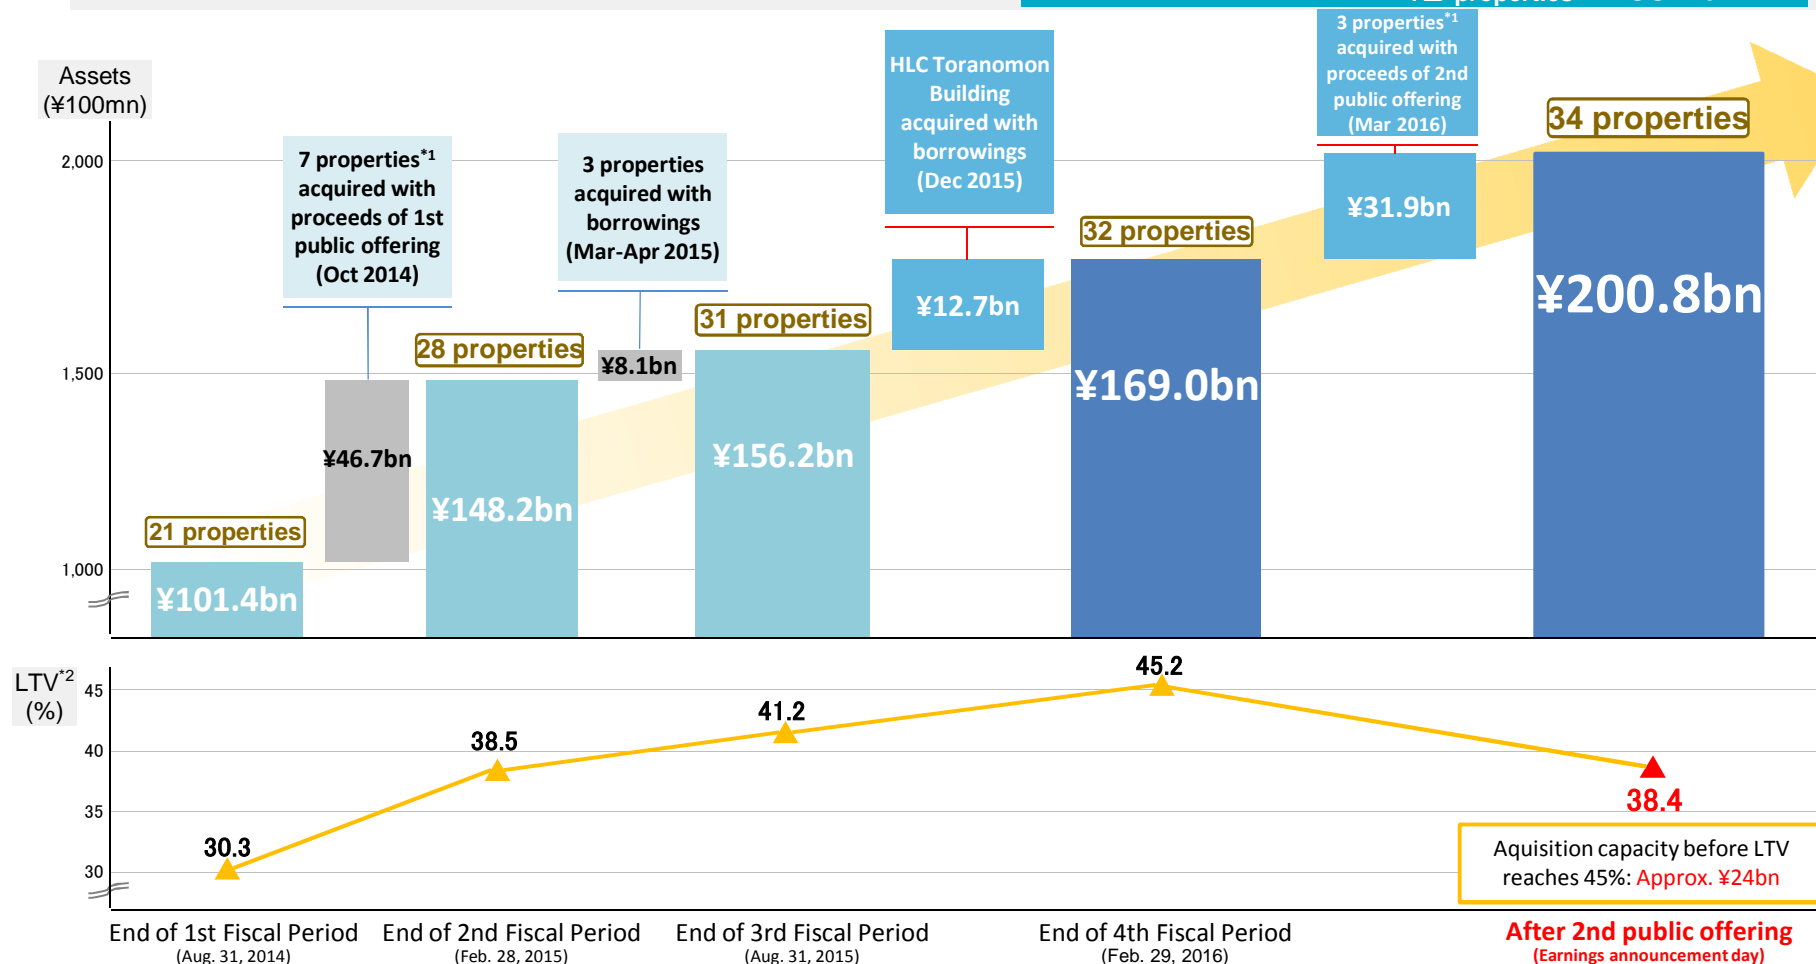 properties
Assets
(¥100mn)
2,000
1,500
1,000
7 properties*1
acquired with
proceeds of 1st
public offering
(Oct 2014)
3 properties
acquired with
borrowings
(Mar-Apr 2015)
HLC Toranomon
Building
acquired with
borrowings
(Dec 2015)
3 properties*1
acquired with
proceeds of 2nd
public offering
(Mar 2016)
21 properties
¥101.4bn
¥46.7bn
28 properties
¥148.2bn
¥8.1bn
31 properties
¥156.2bn
¥12.7bn
32 properties
¥169.0bn
¥31.9bn
34 properties
¥200.8bn
LTV*2
(%)
45
40
35
30
30.3
38.5
41.2
45.2
38.4
Aquisition capacity before LTV
reaches 45%: Approx. ¥24bn
End of 1st Fiscal Period
(Aug. 31, 2014)
End of 2nd Fiscal Period
(Feb. 28, 2015)
End of 3rd Fiscal Period
(Aug. 31, 2015)
End of 4th Fiscal Period
(Feb. 29, 2016)
After 2nd public offering
(Earnings announcement day)